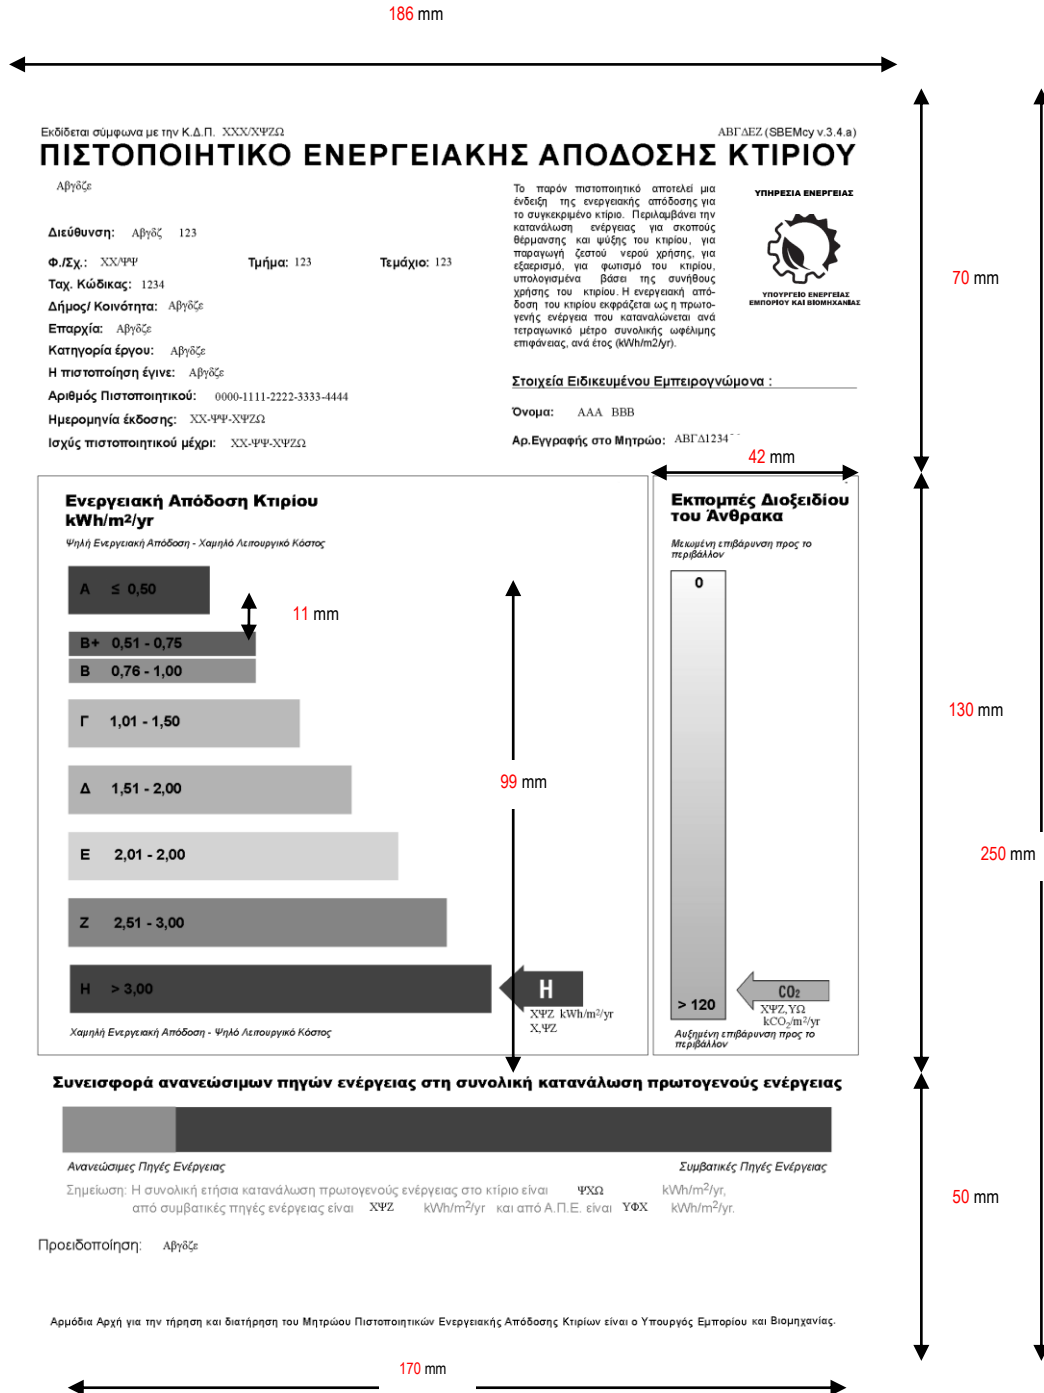 186 mm
Εκδίδεται σύμφωνα με την Κ.Δ.Π. ΧΧΧ/ΧΨΖΩ
ΑΒΓΔΕΖ (SBEMcy v.3.4.a)
ΠΙΣΤΟΠΟΙΗΤΙΚΟ ΕΝΕΡΓΕΙΑΚΗΣ ΑΠΟΔΟΣΗΣ ΚΤΙΡΙΟΥ
Αβγδζε
Διεύθυνση: Αβγδζ 123
Φ./Σχ.: ΧΧ/ΨΨ Τμήμα: 123 Τεμάχιο: 123
Ταχ. Κώδικας: 1234
Δήμος/ Κοινότητα: Αβγδζε
Επαρχία: Αβγδζε
Κατηγορία έργου: Αβγδζε
Η πιστοποίηση έγινε: Αβγδζε
Αριθμός Πιστοποιητικού: 0000-1111-2222-3333-4444
Ημερομηνία έκδοσης: ΧΧ-ΨΨ-ΧΨΖΩ
Ισχύς πιστοποιητικού μέχρι: ΧΧ-ΨΨ-ΧΨΖΩ
Το παρόν πιστοποιητικό αποτελεί μια
ένδειξη της ενεργειακής απόδοσης για
το συγκεκριμένο κτίριο. Περιλαμβάνει την
κατανάλωση ενέργειας για σκοπούς
θέρμανσης και ψύξης του κτιρίου, για
παραγωγή ζεστού νερού χρήσης, για
εξαερισμό, για φωτισμό του κτιρίου,
υπολογισμένα βάσει της συνήθους
χρήσης του κτιρίου. Η ενεργειακή από-
δοση του κτιρίου εκφράζεται ως η πρωτο-
γενής ενέργεια που καταναλώνεται ανά
τετραγωνικό μέτρο συνολικής ωφέλιμης
επιφάνειας, ανά έτος (kWh/m2/yr).
ΥΠΗΡΕΣΙΑ ΕΝΕΡΓΕΙΑΣ
ΥΠΟΥΡΓΕΙΟ ΕΝΕΡΓΕΙΑΣ
ΕΜΠΟΡΙΟΥ ΚΑΙ ΒΙΟΜΗΧΑΝΙΑΣ
70 mm
Στοιχεία Ειδικευμένου Εμπειρογνώμονα :
Όνομα: ΑΑΑ ΒΒΒ
Αρ.Εγγραφής στο Μητρώο: ΑΒΓΔ1234
42 mm
Ενεργειακή Απόδοση Κτιρίου
kWh/m²/yr
Ψηλή Ενεργειακή Απόδοση - Χαμηλό Λειτουργικό Κόστος
Α ≤ 0,50
11 mm
Β+ 0,51 - 0,75
Β 0,76 - 1,00
Γ 1,01 - 1,50
Δ 1,51 - 2,00
99 mm
Ε 2,01 - 2,00
Ζ 2,51 - 3,00
Η > 3,00
Η
ΧΨΖ kWh/m²/yr
Χ,ΨΖ
Χαμηλή Ενεργειακή Απόδοση - Ψηλό Λειτουργικό Κόστος
Εκπομπές Διοξειδίου
του Άνθρακα
Μειωμένη επιβάρυνση προς το
περιβάλλον
0
> 120
CO₂
ΧΨΖ,ΥΩ
kCO₂/m²/yr
Αυξημένη επιβάρυνση προς το
περιβάλλον
130 mm
250 mm
Συνεισφορά ανανεώσιμων πηγών ενέργειας στη συνολική κατανάλωση πρωτογενούς ενέργειας
Ανανεώσιμες Πηγές Ενέργειας
Συμβατικές Πηγές Ενέργειας
Σημείωση: Η συνολική ετήσια κατανάλωση πρωτογενούς ενέργειας στο κτίριο είναι ΨΧΩ kWh/m²/yr,
από συμβατικές πηγές ενέργειας είναι ΧΨΖ kWh/m²/yr και από Α.Π.Ε. είναι ΥΦΧ kWh/m²/yr.
50 mm
Προειδοποίηση: Αβγδζε
Αρμόδια Αρχή για την τήρηση και διατήρηση του Μητρώου Πιστοποιητικών Ενεργειακής Απόδοσης Κτιρίων είναι ο Υπουργός Εμπορίου και Βιομηχανίας.
170 mm